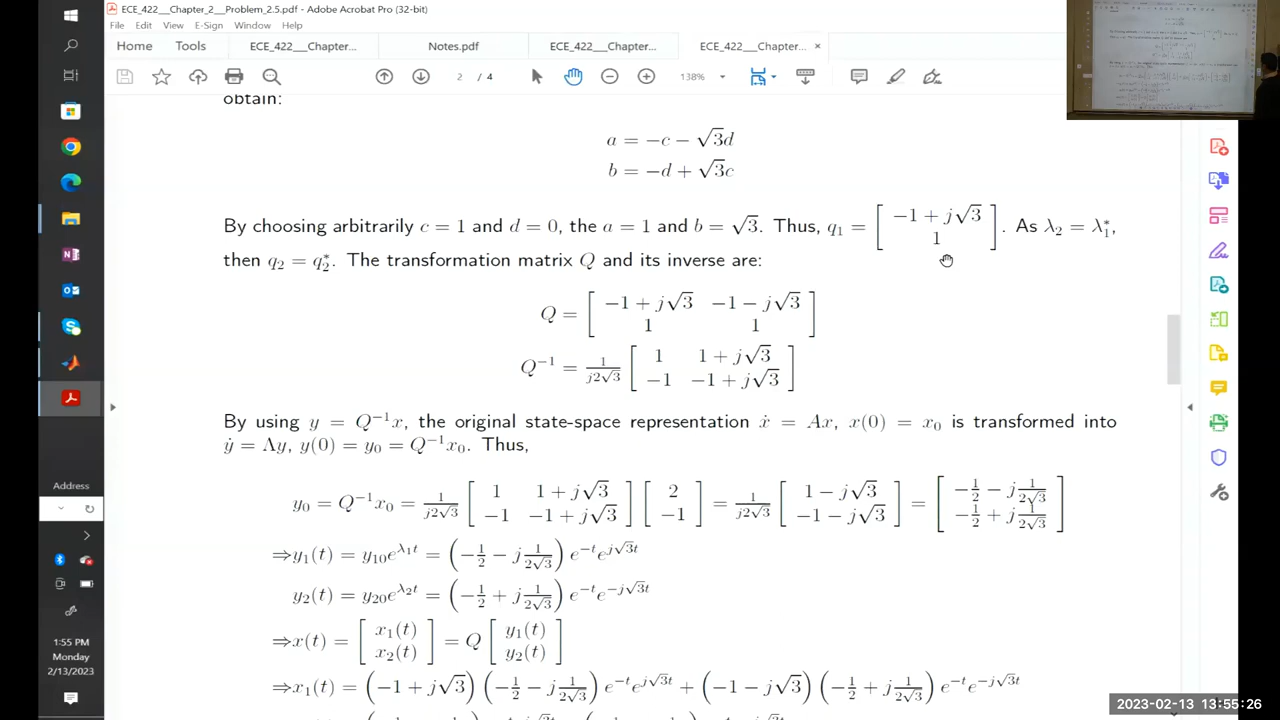 ECE_422__Chapter_2__Problem_2.5.pdf - Adobe Acrobat Pro (32-bit)
File Edit View E-Sign Window Help
Home Tools ECE_422__Chapter... Notes.pdf ECE_422__Chapter... ECE_422__Chapter... ×
2 / 4 138%
obtain:
a = −c − √3d
b = −d + √3c
By choosing arbitrarily c = 1 and d = 0, the a = 1 and b = √3. Thus, q₁ = [ −1 + j√3 ; 1 ]. As λ₂ = λ₁*,
then q₂ = q₂*. The transformation matrix Q and its inverse are:
Q = [ −1 + j√3 −1 − j√3 ; 1 1 ]
Q⁻¹ = 1/(j2√3) [ 1 1 + j√3 ; −1 −1 + j√3 ]
By using y = Q⁻¹x, the original state-space representation ẋ = Ax, x(0) = x₀ is transformed into
ẏ = Λy, y(0) = y₀ = Q⁻¹x₀. Thus,
y₀ = Q⁻¹x₀ = 1/(j2√3) [ 1 1 + j√3 ; −1 −1 + j√3 ] [ 2 ; −1 ] = 1/(j2√3) [ 1 − j√3 ; −1 − j√3 ] = [ −1/2 − j 1/(2√3) ; −1/2 + j 1/(2√3) ]
⇒y₁(t) = y₁₀e^{λ₁t} = (−1/2 − j 1/(2√3)) e^{−t}e^{j√3t}
y₂(t) = y₂₀e^{λ₂t} = (−1/2 + j 1/(2√3)) e^{−t}e^{−j√3t}
⇒x(t) = [ x₁(t) ; x₂(t) ] = Q [ y₁(t) ; y₂(t) ]
⇒x₁(t) = (−1 + j√3) (−1/2 − j 1/(2√3)) e^{−t}e^{j√3t} + (−1 − j√3) (−1/2 + j 1/(2√3)) e^{−t}e^{−j√3t}
Address
1:55 PM
Monday
2/13/2023
2023-02-13 13:55:26